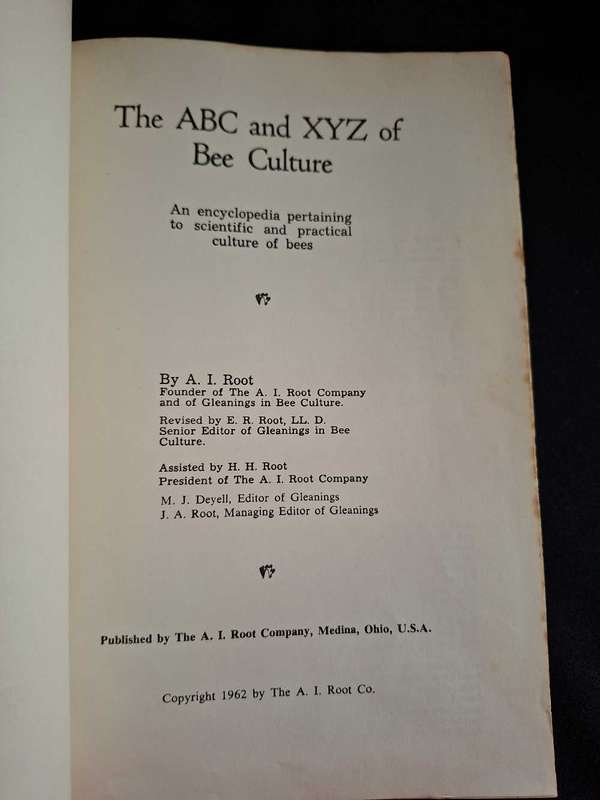 The ABC and XYZ of
Bee Culture
An encyclopedia pertaining
to scientific and practical
culture of bees
By A. I. Root
Founder of The A. I. Root Company
and of Gleanings in Bee Culture.
Revised by E. R. Root, LL. D.
Senior Editor of Gleanings in Bee
Culture.
Assisted by H. H. Root
President of The A. I. Root Company
M. J. Deyell, Editor of Gleanings
J. A. Root, Managing Editor of Gleanings
Published by The A. I. Root Company, Medina, Ohio, U.S.A.
Copyright 1962 by The A. I. Root Co.